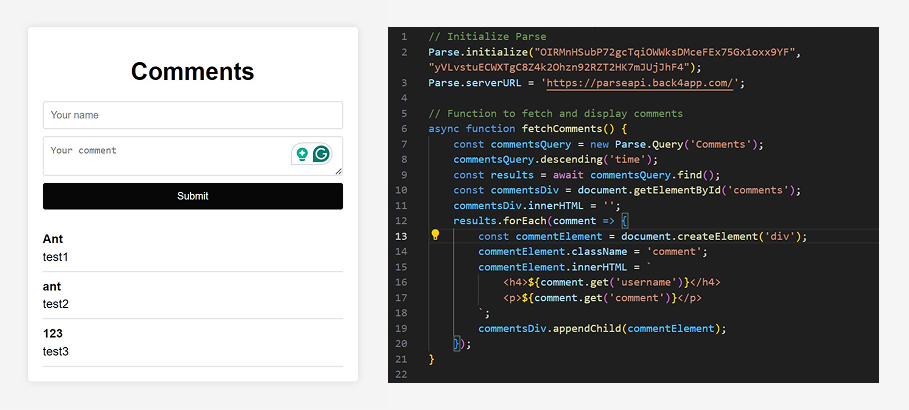 Comments
Your name
Your comment
Submit
Ant
test1
ant
test2
123
test3
1 // Initialize Parse
2 Parse.initialize("OIRMnHSubP72gcTqiOWWksDMceFEx75Gx1oxx9YF",
"yVLvstuECWXTgC8Z4k2Ohzn92RZT2HK7mJUjJhF4");
3 Parse.serverURL = 'https://parseapi.back4app.com/';
4
5 // Function to fetch and display comments
6 async function fetchComments() {
7 const commentsQuery = new Parse.Query('Comments');
8 commentsQuery.descending('time');
9 const results = await commentsQuery.find();
10 const commentsDiv = document.getElementById('comments');
11 commentsDiv.innerHTML = '';
12 results.forEach(comment => {
13 const commentElement = document.createElement('div');
14 commentElement.className = 'comment';
15 commentElement.innerHTML = `
16 <h4>${comment.get('username')}</h4>
17 <p>${comment.get('comment')}</p>
18 `;
19 commentsDiv.appendChild(commentElement);
20 });
21 }
22